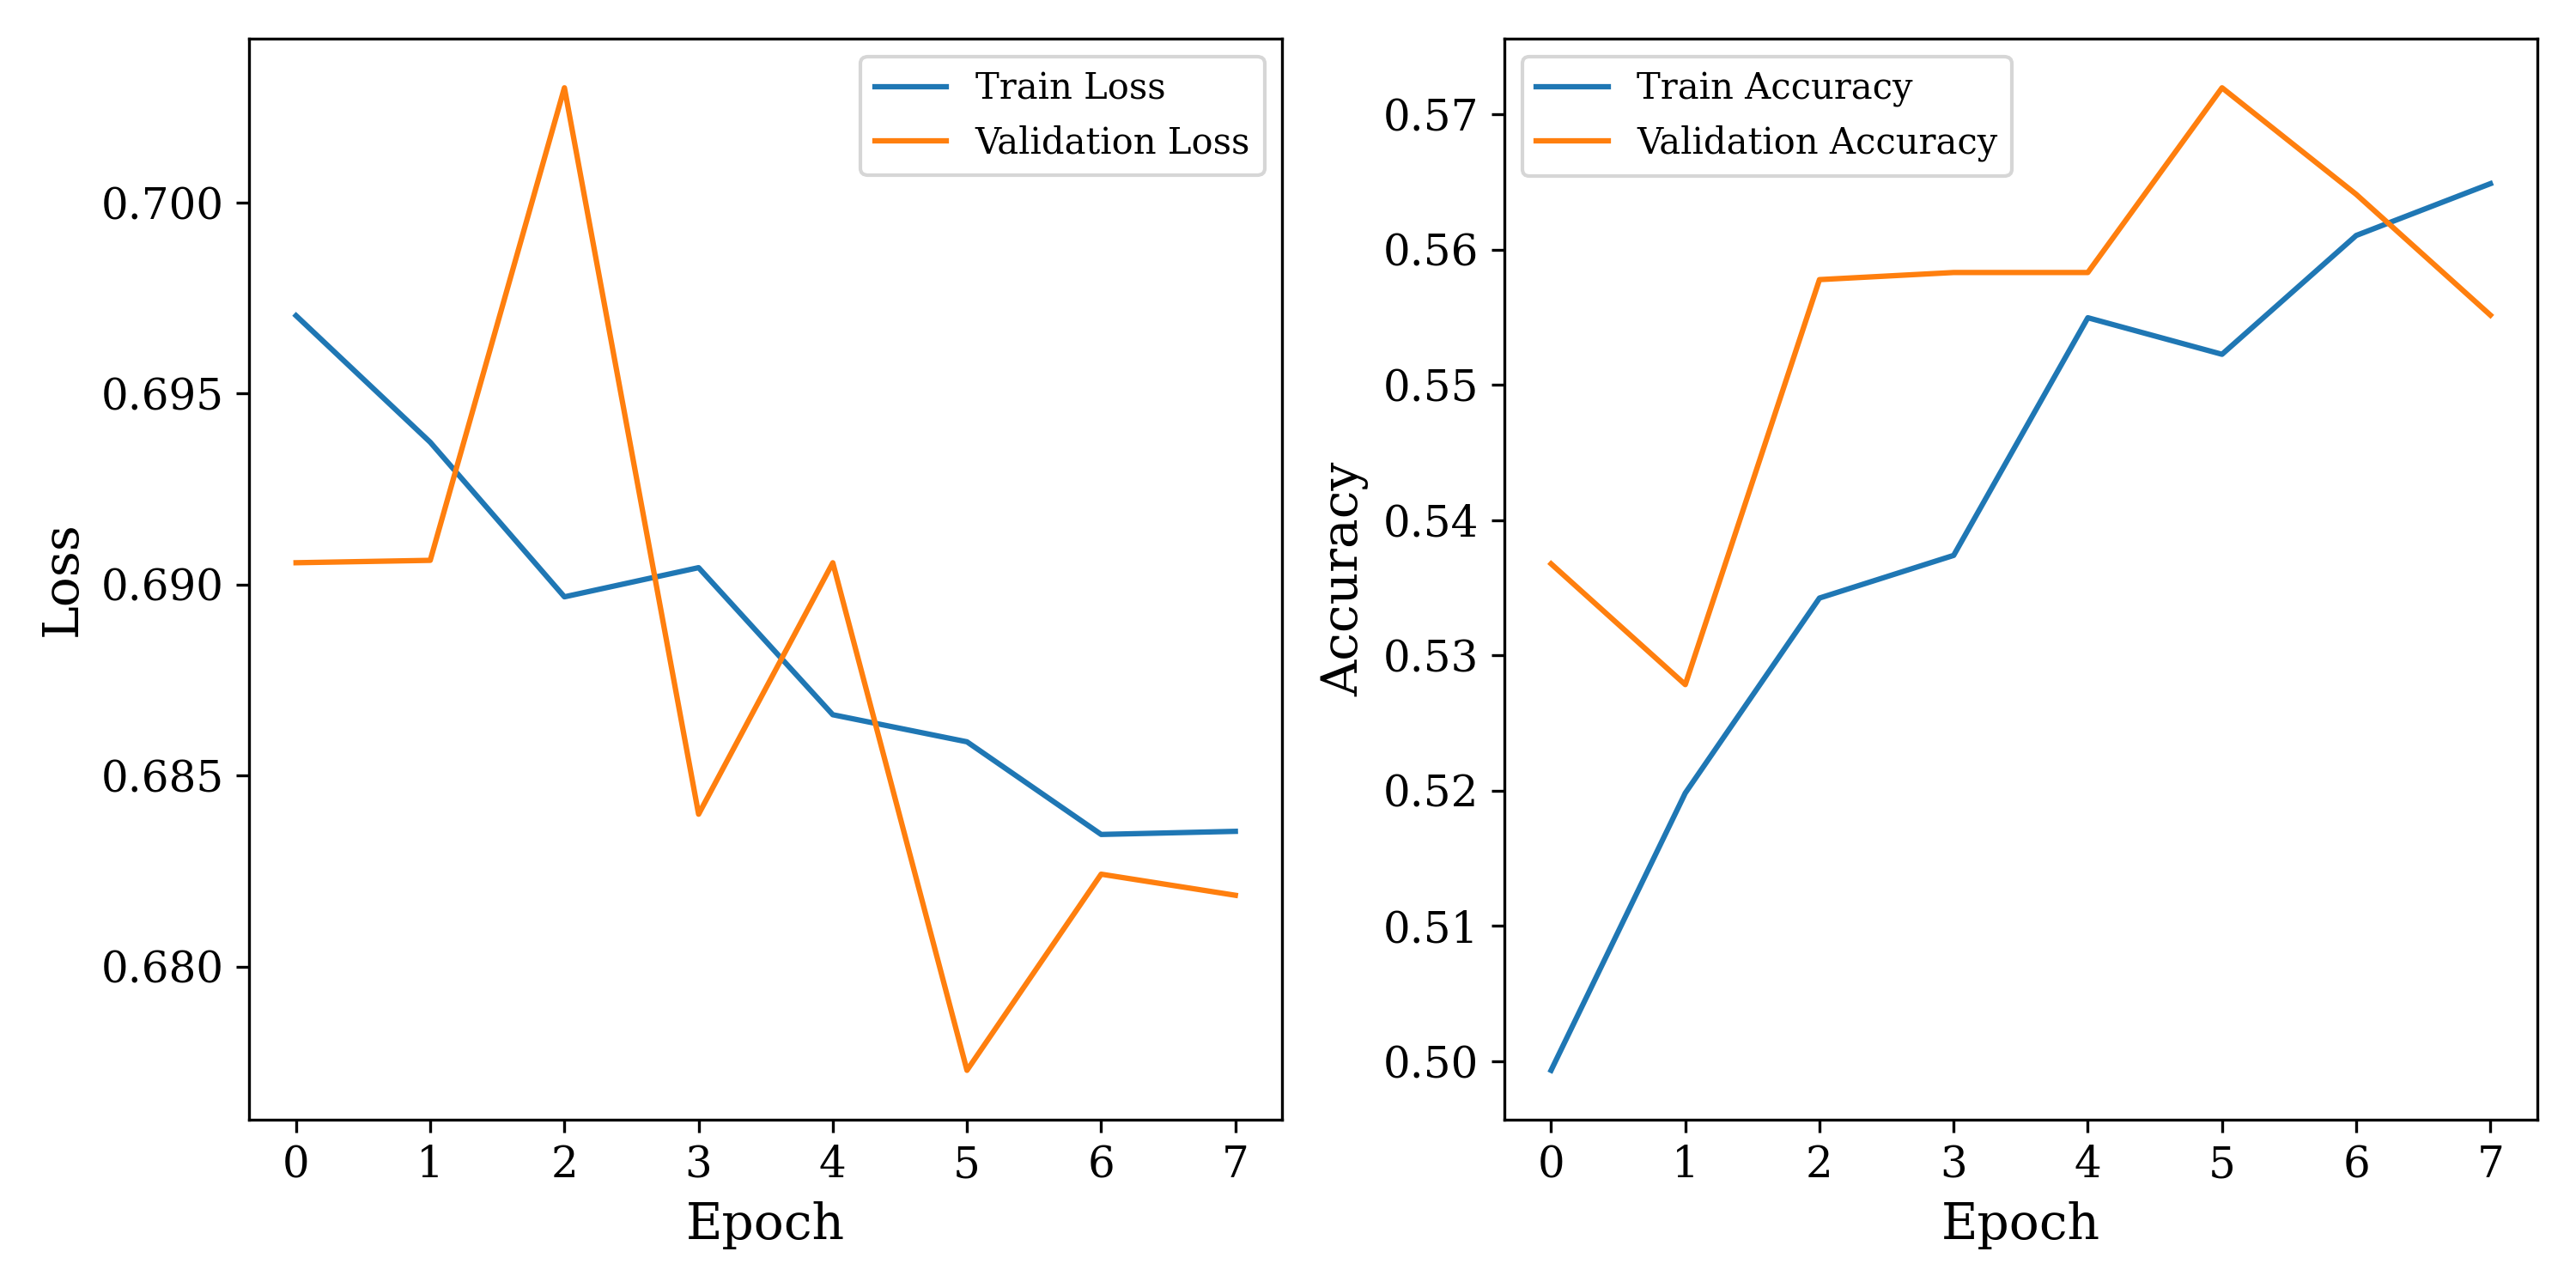 Train Loss
Validation Loss
0.700
0.695
0.690
0.685
0.680
Loss
0 1 2 3 4 5 6 7
Epoch
Train Accuracy
Validation Accuracy
0.57
0.56
0.55
0.54
0.53
0.52
0.51
0.50
Accuracy
0 1 2 3 4 5 6 7
Epoch